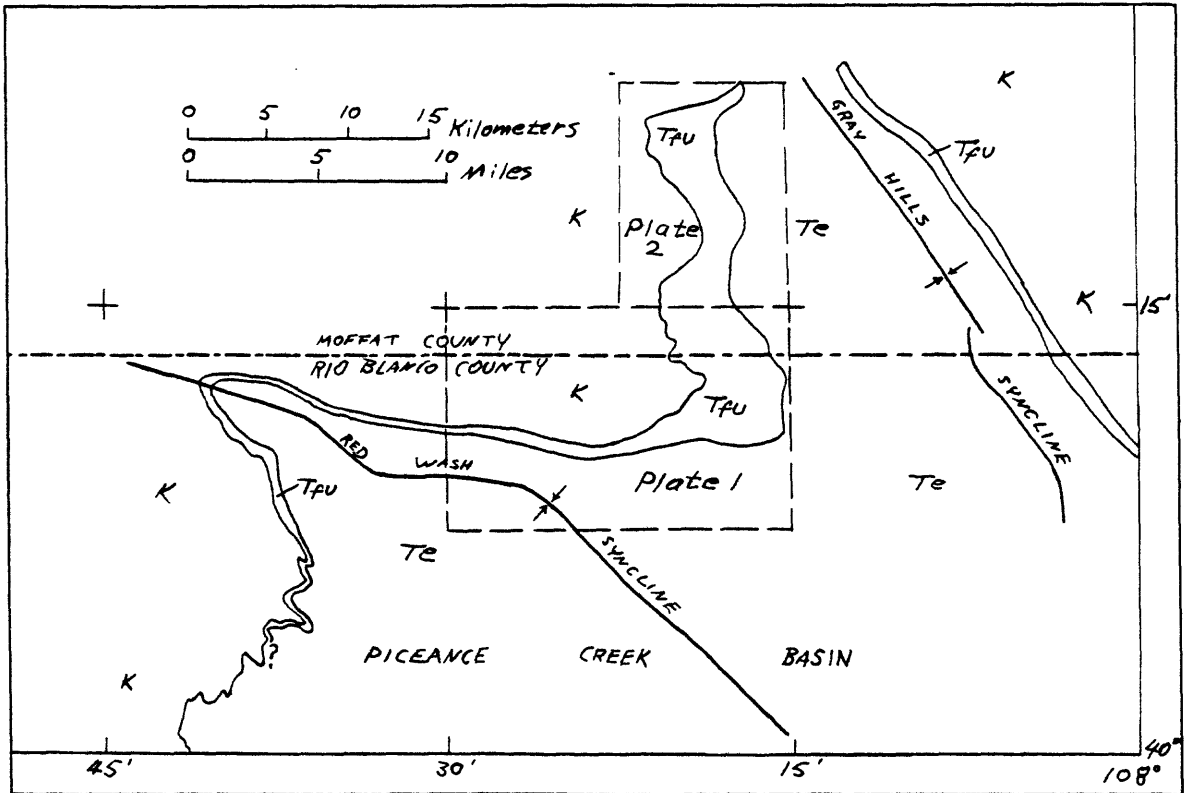 K
0 5 10 15 Kilometers
0 5 10 Miles
Tfu
GRAY HILLS SYNCLINE
Tfu
K
Plate 2
Te
K
15'
MOFFAT COUNTY
RIO BLANCO COUNTY
K
Tfu
RED WASH SYNCLINE
Plate 1
Te
K
Tfu
Te
?
PICEANCE CREEK BASIN
K
45' 30' 15' 40°
108°